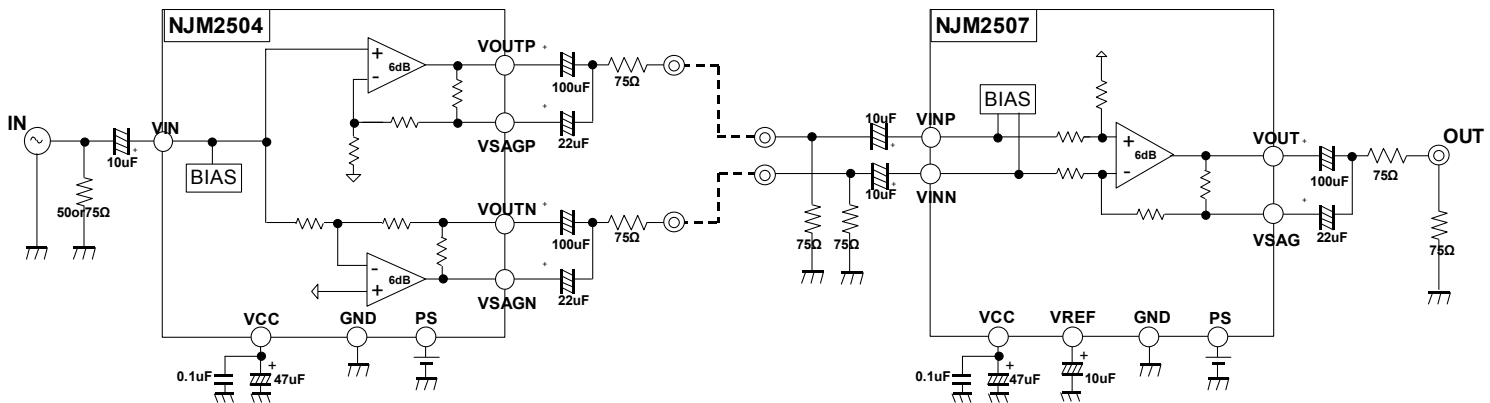 NJM2504
NJM2507
VOUTP
+
6dB
-
100uF
75Ω
IN
VIN
10uF
BIAS
50or75Ω
VSAGP
22uF
VOUTN
100uF
75Ω
-
6dB
+
VSAGN
22uF
VCC
GND
PS
0.1uF
+
47uF
10uF
VINP
BIAS
VINN
10uF
75Ω
75Ω
+
6dB
-
VOUT
100uF
75Ω
OUT
VSAG
22uF
75Ω
VCC
VREF
GND
PS
0.1uF
+
47uF
+
10uF